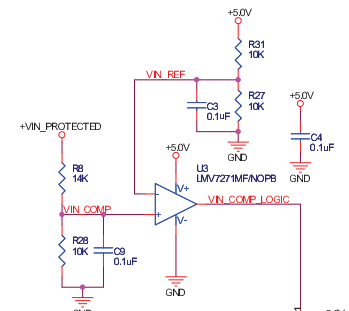 +5.0V
R31
10K
VIN_REF
+5.0V
C3
0.1uF
R27
10K
+VIN_PROTECTED
C4
0.1uF
+5.0V
GND
U3
LMV7271MF/NOPB
GND
R8
14K
V+
VIN_COMP_LOGIC
VIN_COMP
-
+
V-
R28
10K
C9
0.1uF
GND